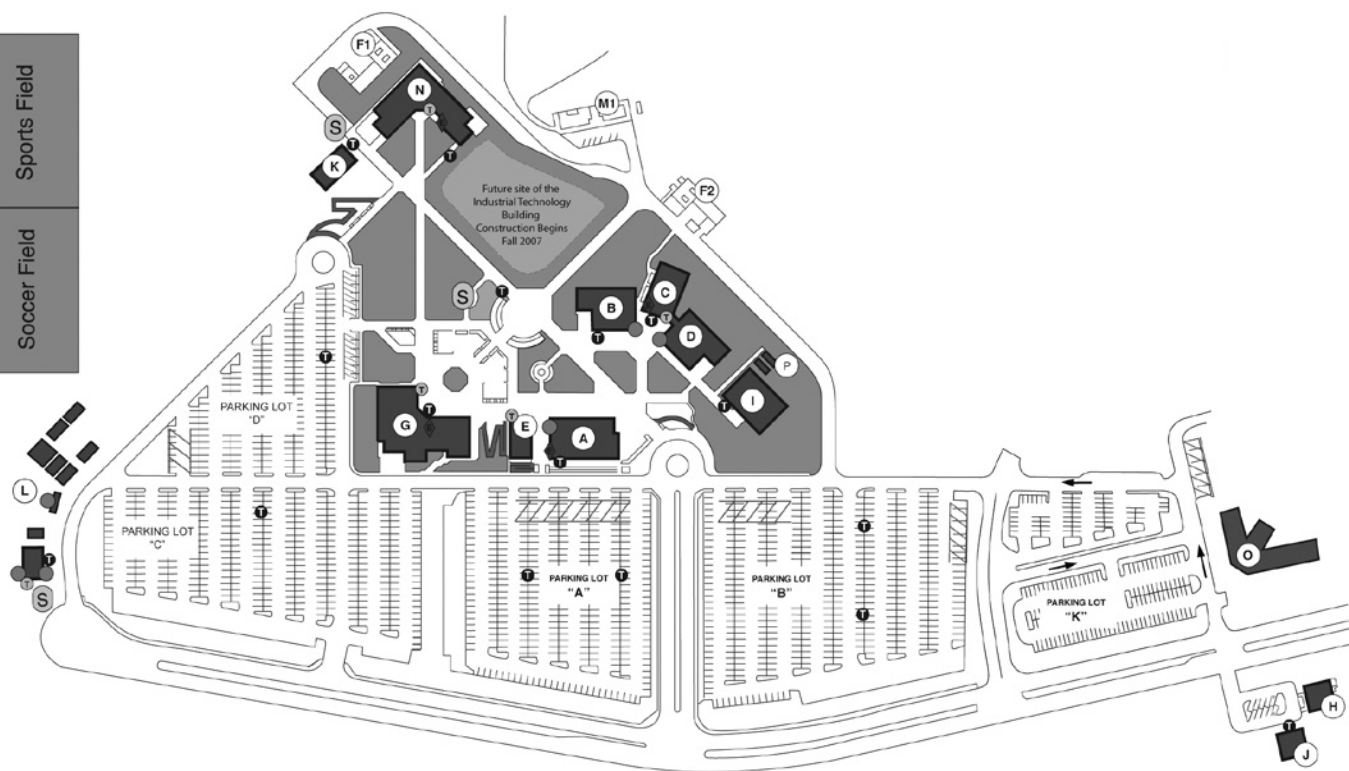 Sports Field
Soccer Field
F1
N
T
S
T
K
T
M1
F2
Future site of the
Industrial Technology
Building
Construction Begins
Fall 2007
S
T
B
C
T
T
T
D
P
I
T
T
PARKING LOT
"D"
T
T
G
E
T
E
A
T
L
PARKING LOT
"C"
T
T
T
S
T
T
PARKING LOT
"A"
T
PARKING LOT
"B"
T
PARKING LOT
"K"
O
H
T
J